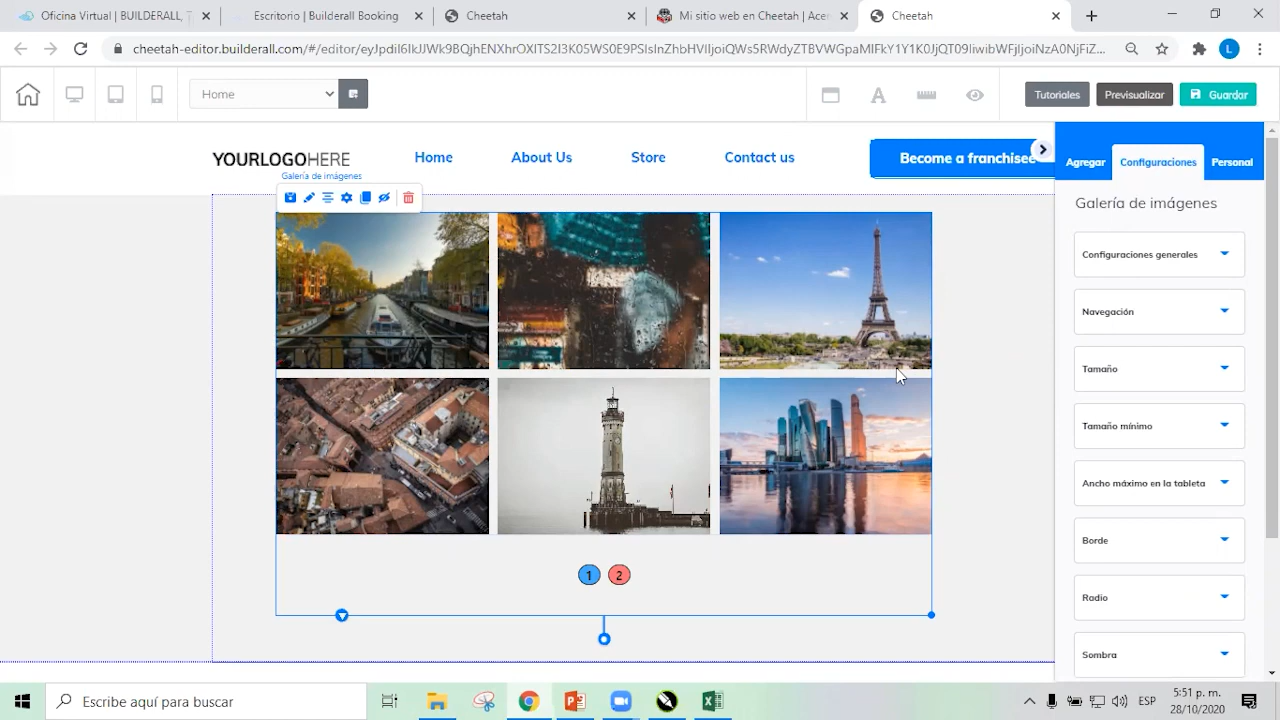 Oficina Virtual | BUILDERALL, T
Escritorio | Builderall Booking
Cheetah
Mi sitio web en Cheetah | Acer
Cheetah
cheetah-editor.builderall.com/#/editor/
Home
Tutoriales
Previsualizar
Guardar
YOURLOGOHERE
Home
About Us
Store
Contact us
Become a franchisee
Agregar
Configuraciones
Personal
Galería de imágenes
Galería de imágenes
Configuraciones generales
Navegación
Tamaño
Tamaño mínimo
Ancho máximo en la tableta
Borde
Radio
Sombra
1
2
Escribe aquí para buscar
ESP
5:51 p. m.
28/10/2020